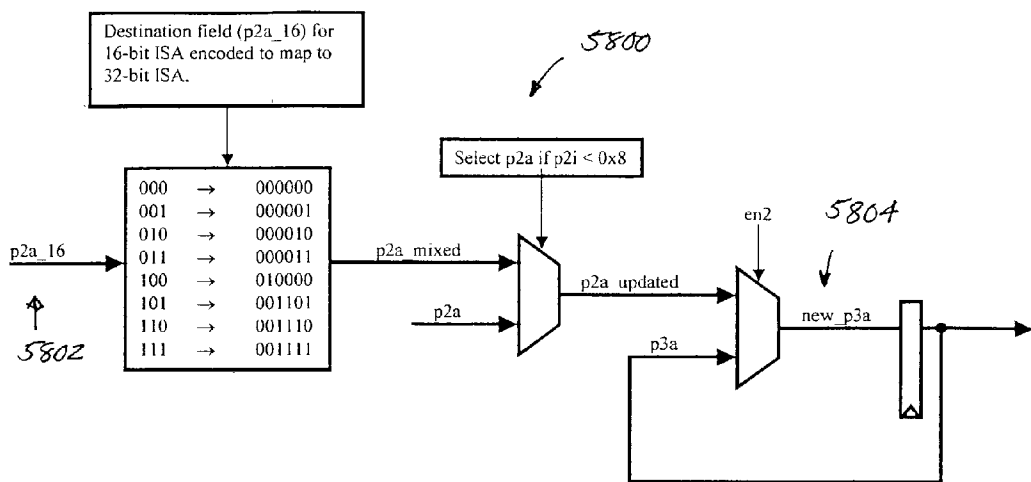 Destination field (p2a_16) for
16-bit ISA encoded to map to
32-bit ISA.
5800
Select p2a if p2i < 0x8
000 → 000000
001 → 000001
010 → 000010
011 → 000011
100 → 010000
101 → 001101
110 → 001110
111 → 001111
p2a_16
5802
p2a_mixed
p2a
p2a_updated
en2
5804
new_p3a
p3a